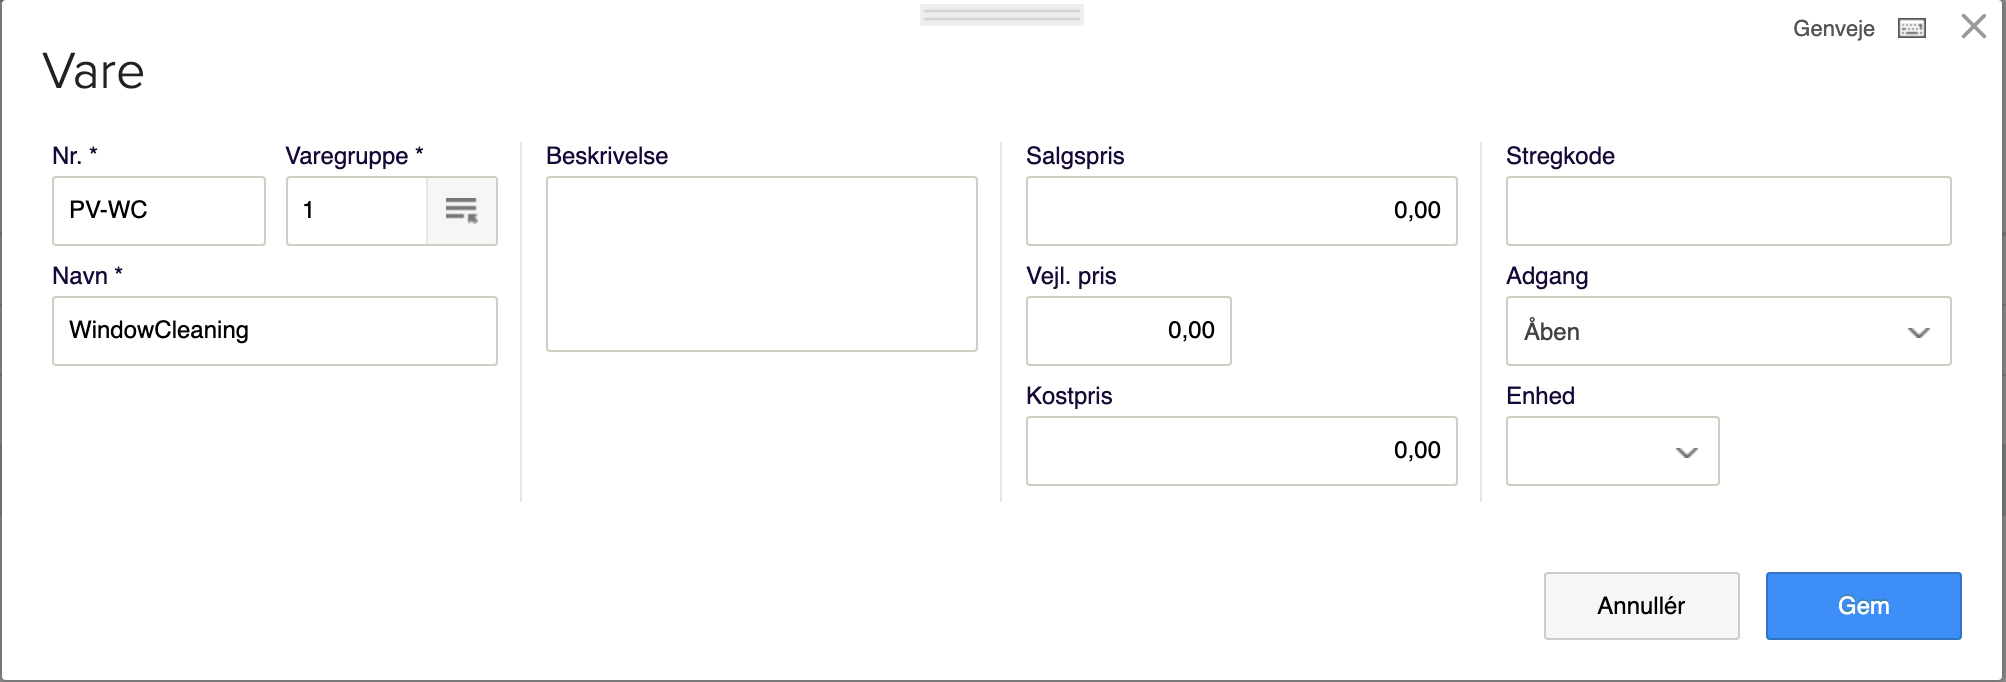 Genveje
Vare
Nr. *
Varegruppe *
PV-WC
1
Navn *
WindowCleaning
Beskrivelse
Salgspris
0,00
Vejl. pris
0,00
Kostpris
0,00
Stregkode
Adgang
Åben
Enhed
Annullér
Gem